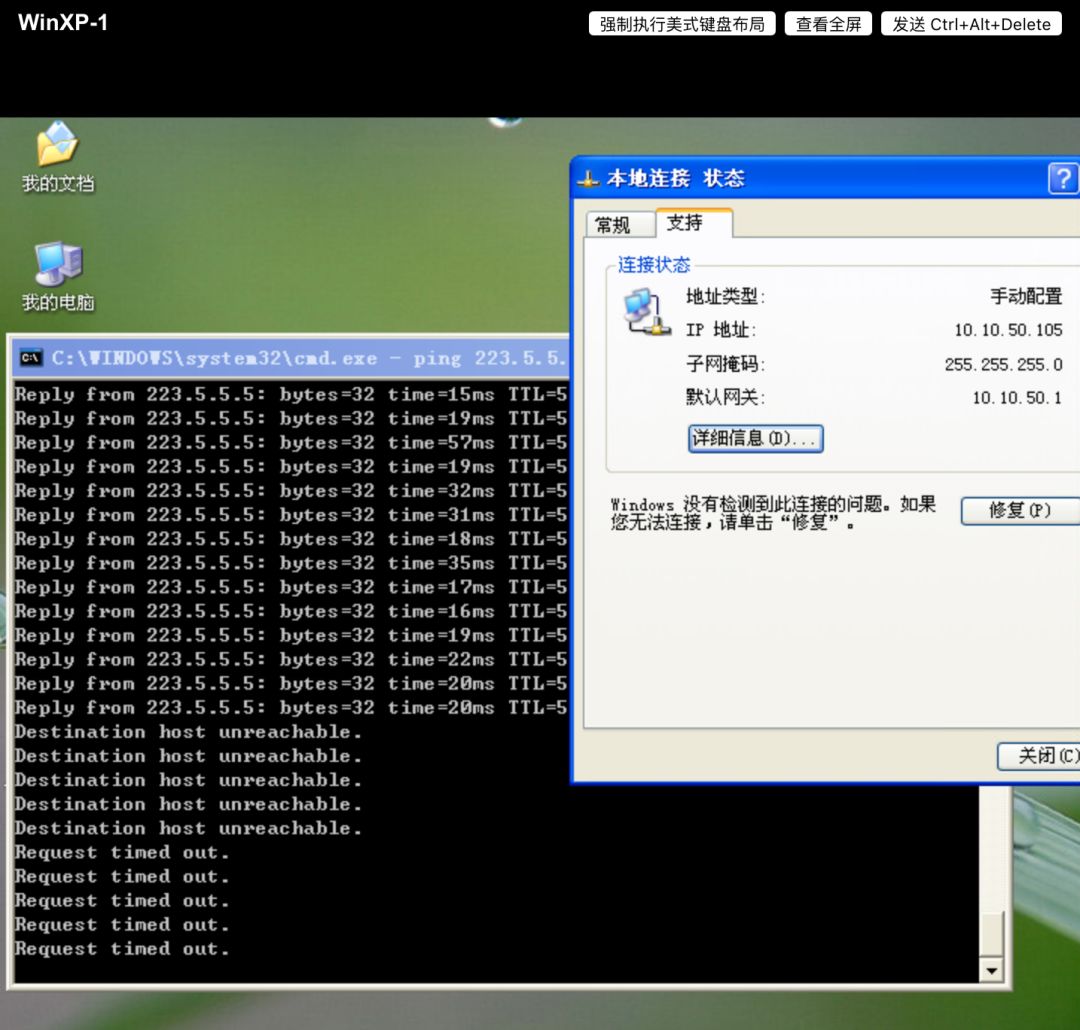 WinXP-1
强制执行美式键盘布局
查看全屏
发送 Ctrl+Alt+Delete
我的文档
我的电脑
本地连接 状态
?
常规
支持
连接状态
地址类型: 手动配置
IP 地址: 10.10.50.105
子网掩码: 255.255.255.0
默认网关: 10.10.50.1
详细信息(D)...
Windows 没有检测到此连接的问题。如果
您无法连接，请单击“修复”。
修复(P)
关闭(C)
C:\WINDOWS\system32\cmd.exe - ping 223.5.5.
Reply from 223.5.5.5: bytes=32 time=15ms TTL=5
Reply from 223.5.5.5: bytes=32 time=19ms TTL=5
Reply from 223.5.5.5: bytes=32 time=57ms TTL=5
Reply from 223.5.5.5: bytes=32 time=19ms TTL=5
Reply from 223.5.5.5: bytes=32 time=32ms TTL=5
Reply from 223.5.5.5: bytes=32 time=31ms TTL=5
Reply from 223.5.5.5: bytes=32 time=18ms TTL=5
Reply from 223.5.5.5: bytes=32 time=35ms TTL=5
Reply from 223.5.5.5: bytes=32 time=17ms TTL=5
Reply from 223.5.5.5: bytes=32 time=16ms TTL=5
Reply from 223.5.5.5: bytes=32 time=19ms TTL=5
Reply from 223.5.5.5: bytes=32 time=22ms TTL=5
Reply from 223.5.5.5: bytes=32 time=20ms TTL=5
Reply from 223.5.5.5: bytes=32 time=20ms TTL=5
Destination host unreachable.
Destination host unreachable.
Destination host unreachable.
Destination host unreachable.
Destination host unreachable.
Request timed out.
Request timed out.
Request timed out.
Request timed out.
Request timed out.